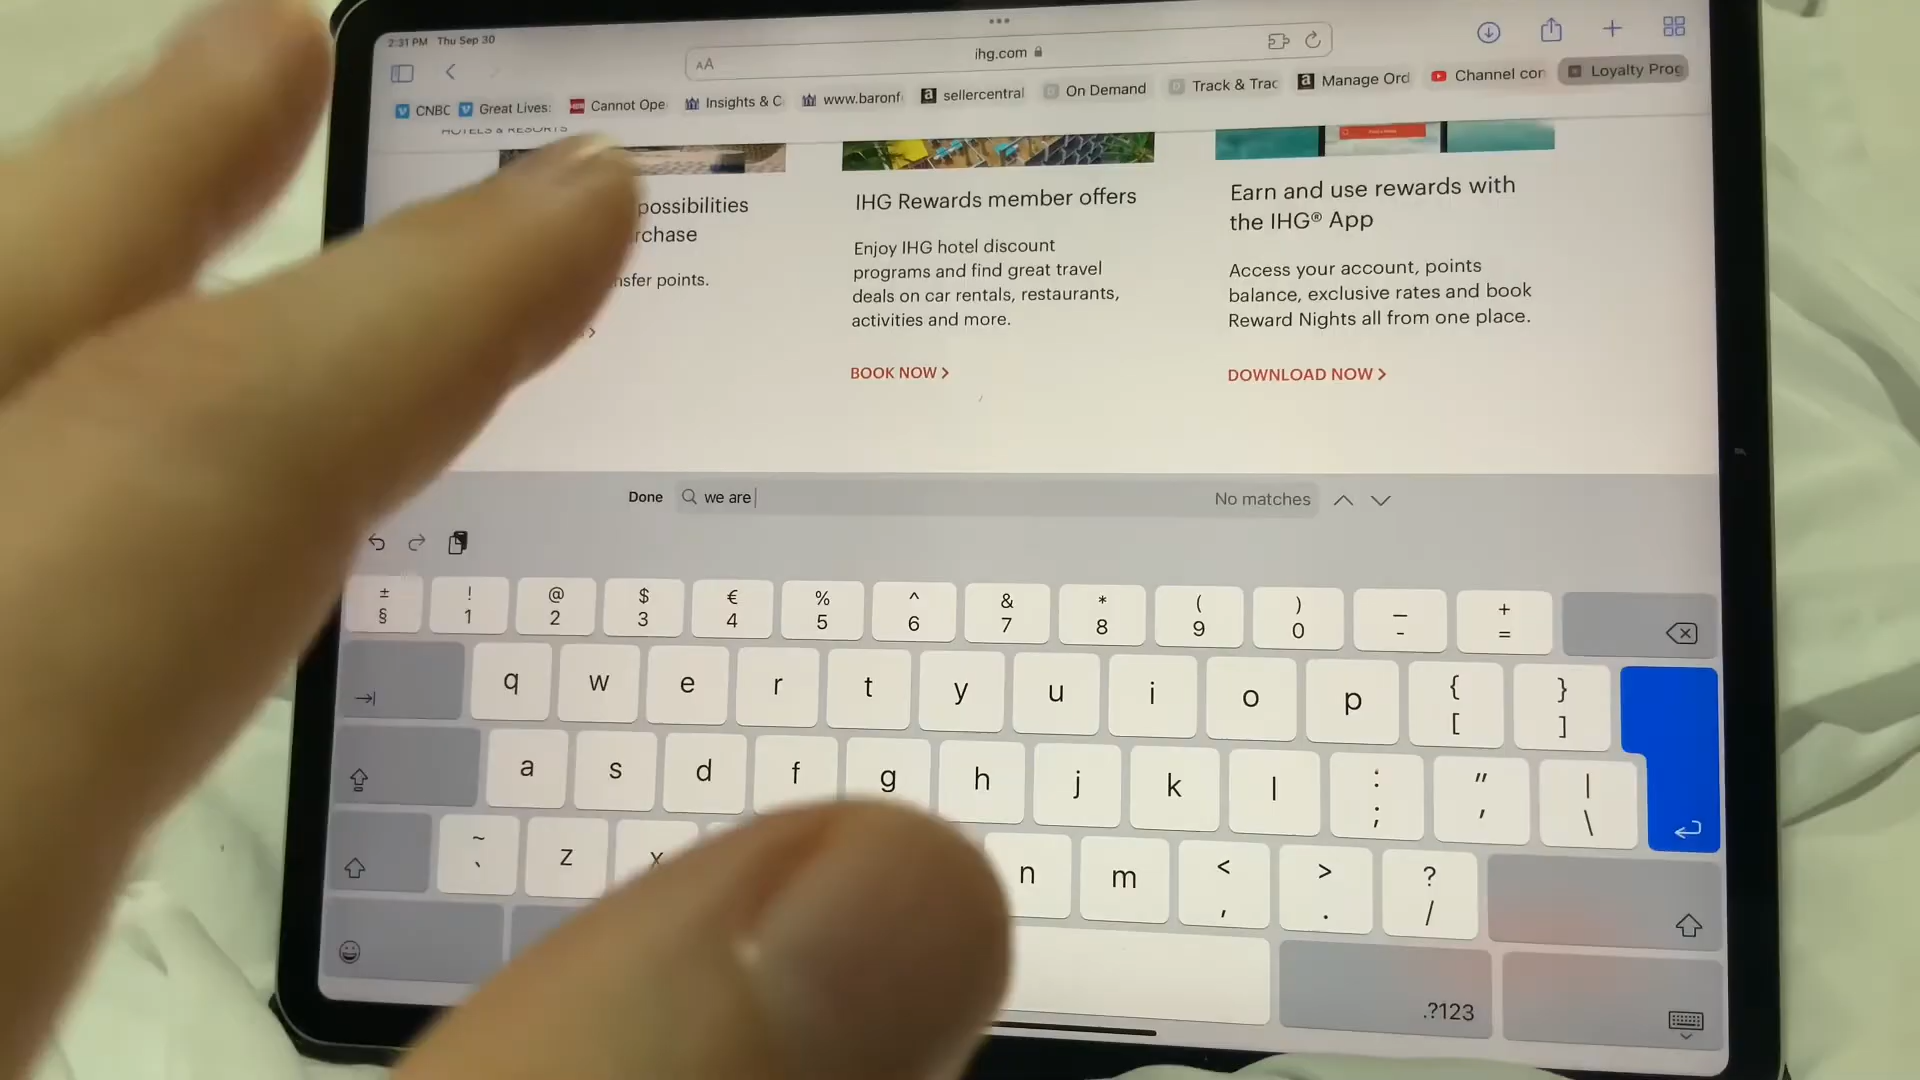 2:31 PM Thu Sep 30
AA ihg.com
CNBC Great Lives: Cannot Ope Insights & C www.baronf sellercentral On Demand Track & Trac Manage Ord Channel con Loyalty Prog
HOTELS & RESORTS
possibilities
rchase
nsfer points.
IHG Rewards member offers
Enjoy IHG hotel discount
programs and find great travel
deals on car rentals, restaurants,
activities and more.
BOOK NOW >
Earn and use rewards with
the IHG® App
Access your account, points
balance, exclusive rates and book
Reward Nights all from one place.
DOWNLOAD NOW >
Done we are No matches
± ! @ $ € % ^ & * ( ) _ +
§ 1 2 3 4 5 6 7 8 9 0 - =
q w e r t y u i o p { }
[ ]
a s d f g h j k l : " |
; ' \
~ z x n m < > ?
` , . /
.?123